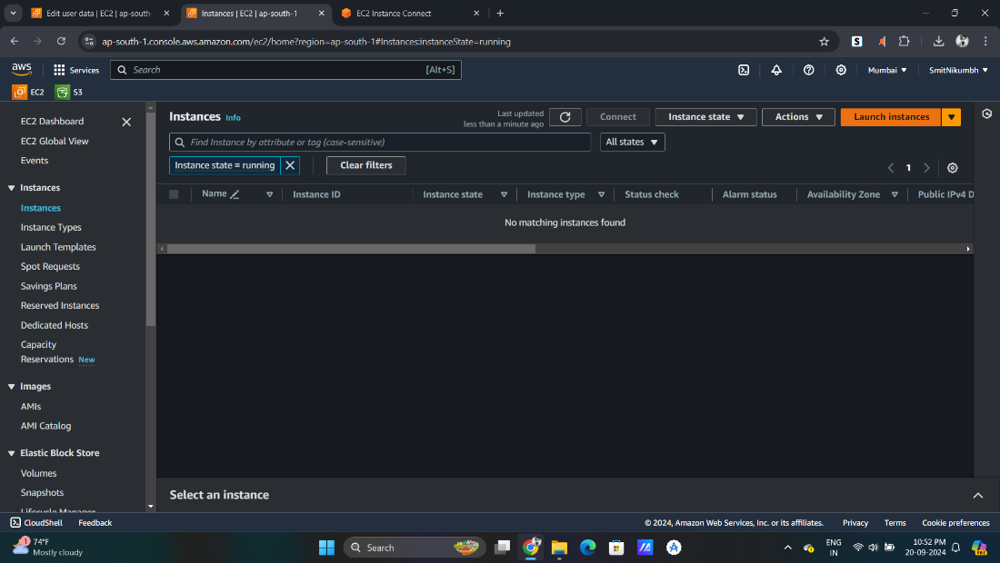 Edit user data | EC2 | ap-south-
Instances | EC2 | ap-south-1
EC2 Instance Connect
ap-south-1.console.aws.amazon.com/ec2/home?region=ap-south-1#Instances:instanceState=running
S
aws
Services
Search
[Alt+S]
Mumbai
SmitNikumbh
EC2
S3
EC2 Dashboard
EC2 Global View
Events
Instances
Instances
Instance Types
Launch Templates
Spot Requests
Savings Plans
Reserved Instances
Dedicated Hosts
Capacity
Reservations New
Images
AMIs
AMI Catalog
Elastic Block Store
Volumes
Snapshots
Lifecycle Manager
Instances Info
Last updated
less than a minute ago
Connect
Instance state
Actions
Launch instances
Find Instance by attribute or tag (case-sensitive)
All states
Instance state = running
Clear filters
1
Name
Instance ID
Instance state
Instance type
Status check
Alarm status
Availability Zone
Public IPv4 D
No matching instances found
Select an instance
CloudShell
Feedback
© 2024, Amazon Web Services, Inc. or its affiliates.
Privacy
Terms
Cookie preferences
1
74°F
Mostly cloudy
Search
ENG
IN
10:52 PM
20-09-2024